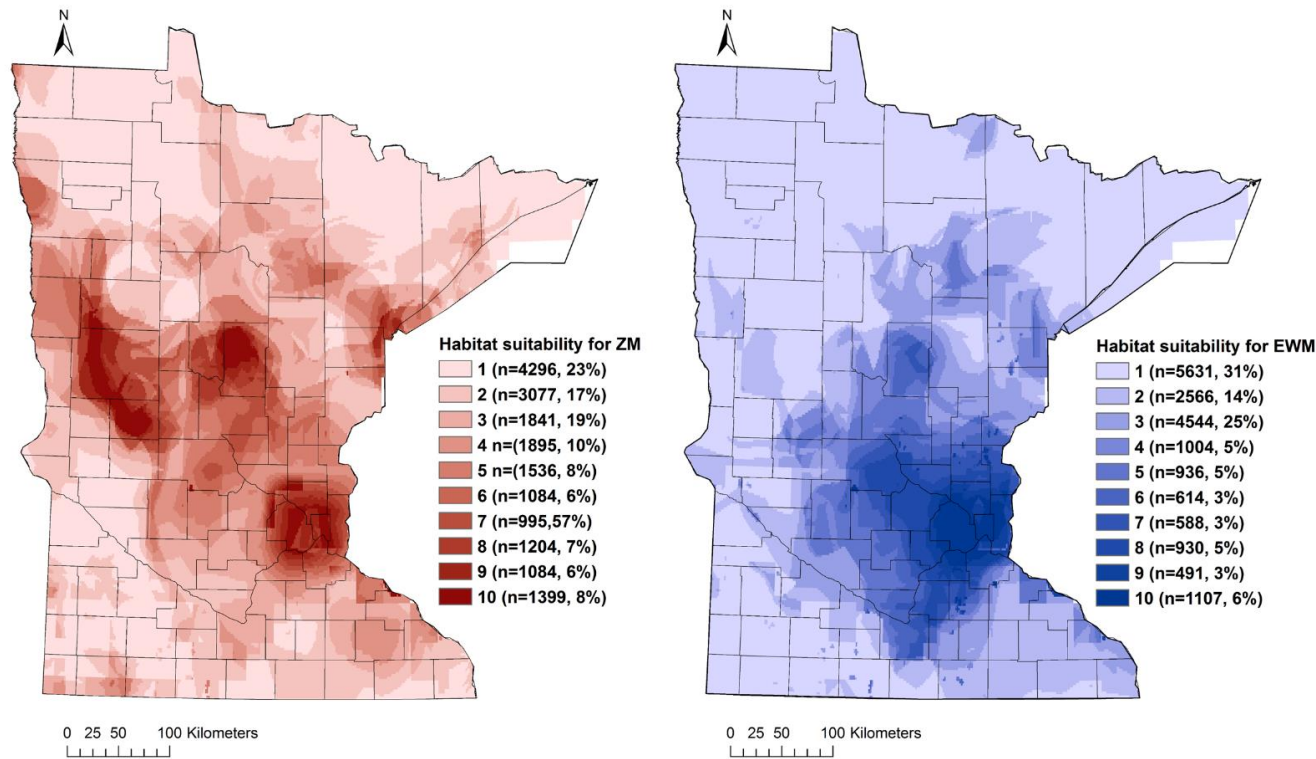 N
Habitat suitability for ZM
1 (n=4296, 23%)
2 (n=3077, 17%)
3 (n=1841, 19%)
4 n=(1895, 10%)
5 (n=1536, 8%)
6 (n=1084, 6%)
7 (n=995,57%)
8 (n=1204, 7%)
9 (n=1084, 6%)
10 (n=1399, 8%)
0 25 50 100 Kilometers
N
Habitat suitability for EWM
1 (n=5631, 31%)
2 (n=2566, 14%)
3 (n=4544, 25%)
4 (n=1004, 5%)
5 (n=936, 5%)
6 (n=614, 3%)
7 (n=588, 3%)
8 (n=930, 5%)
9 (n=491, 3%)
10 (n=1107, 6%)
0 25 50 100 Kilometers